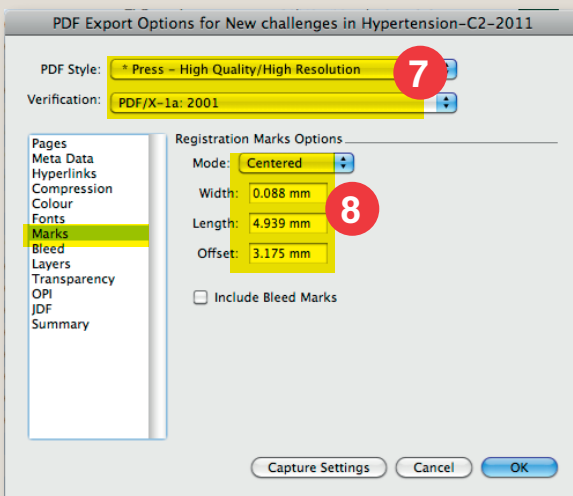 PDF Export Options for New challenges in Hypertension-C2-2011
PDF Style: * Press – High Quality/High Resolution
7
Verification: PDF/X-1a: 2001
Pages
Meta Data
Hyperlinks
Compression
Colour
Fonts
Marks
Bleed
Layers
Transparency
OPI
JDF
Summary
Registration Marks Options
Mode: Centered
Width: 0.088 mm
8
Length: 4.939 mm
Offset: 3.175 mm
Include Bleed Marks
Capture Settings Cancel OK